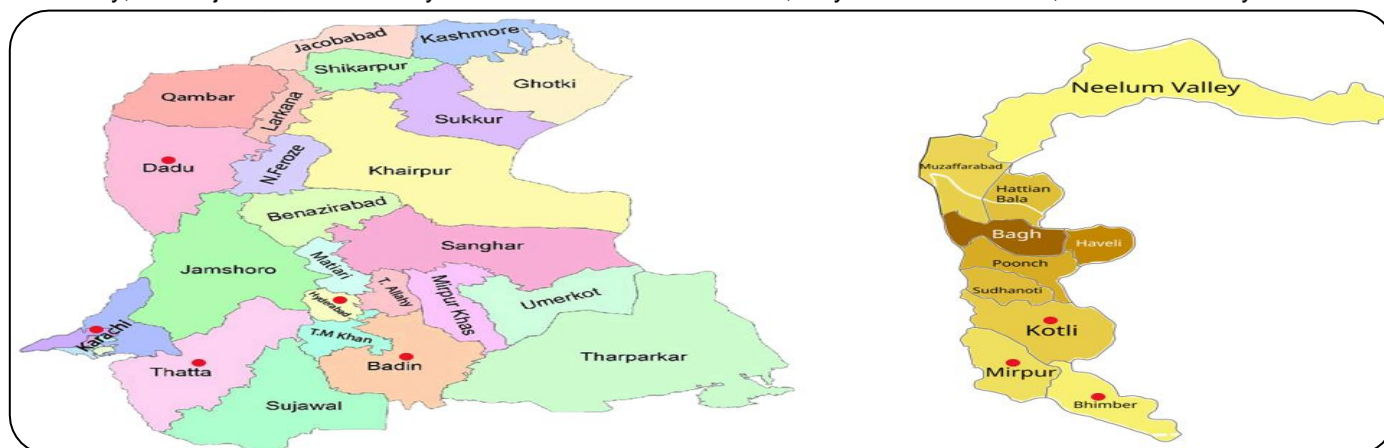 Jacobabad
Kashmore
Shikarpur
Ghotki
Qambar
Larkana
Sukkur
Dadu
N.Feroze
Khairpur
Benazirabad
Sanghar
Jamshoro
Matiari
T. Allahy
Mirpur Khas
Umerkot
Hyderabad
Karachi
T.M Khan
Tharparkar
Thatta
Badin
Sujawal
Neelum Valley
Muzaffarabad
Hattian
Bala
Bagh
Haveli
Poonch
Sudhanoti
Kotli
Mirpur
Bhimber